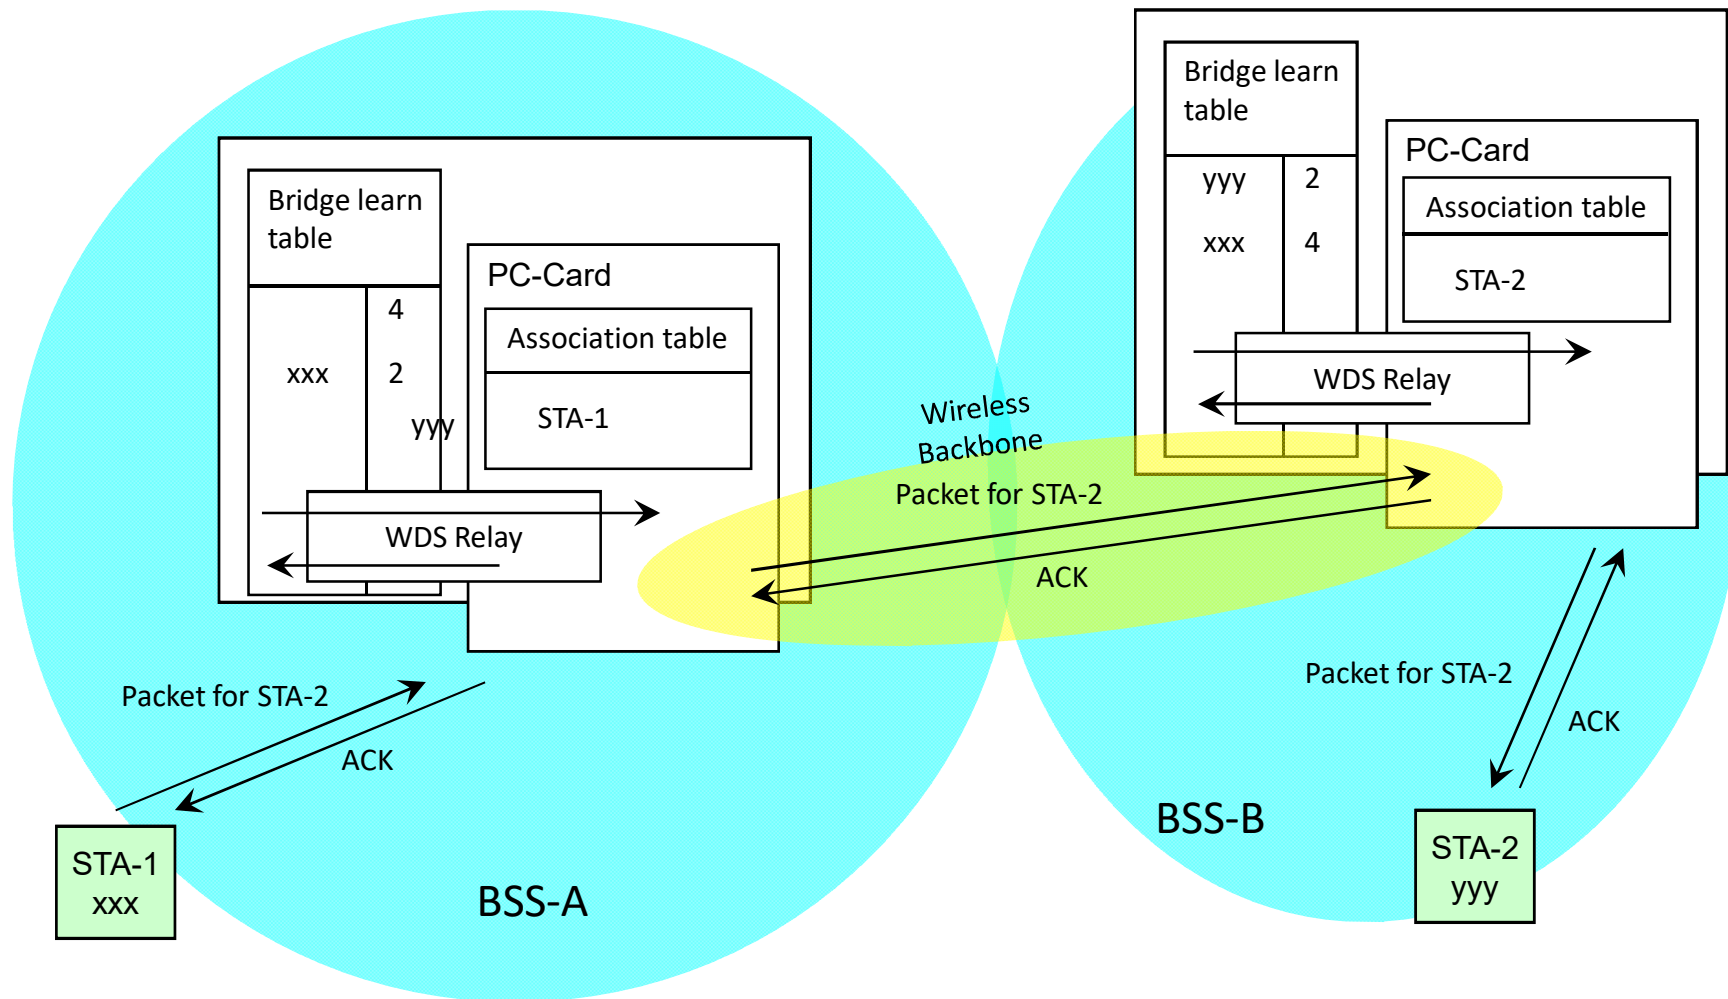 Bridge learn
table
4
xxx
2
yyy
PC-Card
Association table
STA-1
WDS Relay
Packet for STA-2
ACK
STA-1
xxx
BSS-A
Wireless
Backbone
Packet for STA-2
ACK
Bridge learn
table
yyy
2
xxx
4
PC-Card
Association table
STA-2
WDS Relay
Packet for STA-2
ACK
BSS-B
STA-2
yyy